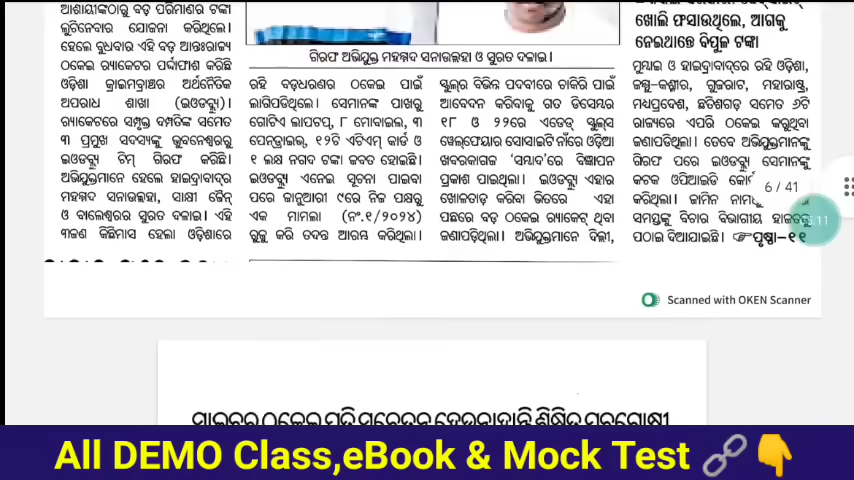 ଆଶାୟୀଙ୍କଠାରୁ ବଡ଼ ପରିମାଣର ଟଙ୍କା
ଲୁଟିନେବାର ଯୋଜନା କରିଥିଲେ।
ହେଲେ ବୁଧବାର ଏହି ବଡ଼ ଆନ୍ତଃରାଜ୍ୟ
ଠକେଇ ର‍୍ୟାକେଟର ପର୍ଦାଫାଶ କରିଛି
ଓଡ଼ିଶା କ୍ରାଇମବ୍ରାଞ୍ଚର ଅର୍ଥନୈତିକ
ଅପରାଧ ଶାଖା (ଇଓଡବ୍ଲ୍ୟୁ)।
ର‍୍ୟାକେଟରେ ସମ୍ପୃକ୍ତ ଦମ୍ପତିଙ୍କ ସମେତ
୩ ପ୍ରମୁଖ ସଦସ୍ୟଙ୍କୁ ଭୁବନେଶ୍ୱରରୁ
ଇଓଡବ୍ଲ୍ୟୁ ଟିମ୍ ଗିରଫ କରିଛି।
ଅଭିଯୁକ୍ତମାନେ ହେଲେ ହାଇଦ୍ରାବାଦ୍‌ର
ମହମ୍ମଦ ସନାଉଲ୍ଲହା, ସାକ୍ଷୀ ଜୈନ୍
ଓ ବାଲେଶ୍ୱରର ସୁରତ ଦଳାଇ। ଏହି
୩ଜଣ କିଛିମାସ ହେଲା ଓଡ଼ିଶାରେ
ଗିରଫ ଅଭିଯୁକ୍ତ ମହମ୍ମଦ ସନାଉଲ୍ଲହା ଓ ସୁରତ ଦଳାଇ।
ରହି ବଡ଼ଧରଣର ଠକେଇ ପାଇଁ
ଲାଗିପଡିଥିଲେ। ସେମାନଙ୍କ ପାଖରୁ
ଗୋଟିଏ ଲାପଟପ୍, ୮ ମୋବାଇଲ, ୩
ପେନ୍‌ଡ୍ରାଇଭ୍, ୧୨ଟି ଏଟିଏମ୍ କାର୍ଡ ଓ
୧ ଲକ୍ଷ ନଗଦ ଟଙ୍କା ଜବତ ହୋଇଛି।
ଇଓଡବ୍ଲ୍ୟୁ ଏନେଇ ସୂଚନା ପାଇବା
ପରେ ଜାନୁଆରୀ ୯ରେ ନିଜ ପକ୍ଷରୁ
ଏକ ମାମଲା (ନଂ.୧/୨୦୨୪)
ରୁଜୁ କରି ତଦନ୍ତ ଆରମ୍ଭ କରିଥିଲା।
ସ୍କୁଲ୍‌ର ବିଭିନ୍ନ ପଦବୀରେ ଚାକିରି ପାଇଁ
ଆବେଦନ କରିବାକୁ ଗତ ଡିସେମ୍ବର
୧୮ ଓ ୨୨ରେ ଏଡେଡ୍ ସ୍କୁଲ୍‌ସ
ୱେଲ୍‌ଫେୟାର ସୋସାଇଟି ନାଁରେ ଓଡ଼ିଆ
ଖବରକାଗଜ ‘ସମ୍ବାଦ’ରେ ବିଜ୍ଞାପନ
ପ୍ରକାଶ ପାଇଥିଲା। ଇଓଡବ୍ଲ୍ୟୁ ଏହାର
ଖୋଳତାଡ଼ କରିବା ଭିତରେ ଏହା
ପଛରେ ବଡ଼ ଠକେଇ ର‍୍ୟାକେଟ୍ ଥିବା
ଜଣାପଡ଼ିଥିଲା। ଅଭିଯୁକ୍ତମାନେ ଦିଲ୍ଲୀ,
ଖୋଲି ଫସାଉଥିଲେ, ଆଗକୁ
ନେଇଥାନ୍ତେ ବିପୁଳ ଟଙ୍କା
ମୁମ୍ବାଇ ଓ ହାଇଦ୍ରାବାଦ୍‌ରେ ରହି ଓଡ଼ିଶା,
ଜମ୍ମୁ-କଶ୍ମୀର, ଗୁଜରାଟ, ମହାରାଷ୍ଟ୍ର,
ମଧ୍ୟପ୍ରଦେଶ, ଛତିଶଗଡ଼ ସମେତ ୬ଟି
ରାଜ୍ୟରେ ଏପରି ଠକେଇ କରୁଥିବା
ଜଣାପଡିଥିଲା। ତେବେ ଅଭିଯୁକ୍ତମାନଙ୍କୁ
ଗିରଫ ପରେ ଇଓଡବ୍ଲ୍ୟୁ ସେମାନଙ୍କୁ
କଟକ ଓପିଆଇଡି
କରିଥିଲା। ଜାମିନ
ସମସ୍ତଙ୍କୁ ବିଚାର ବିଭାଗୀୟ ହାଜତକୁ
ପଠାଇ ଦିଆଯାଇଛି। ☞ପୃଷ୍ଠା-୧୧
6 / 41
Scanned with OKEN Scanner
All DEMO Class,eBook & Mock Test 🔗👇